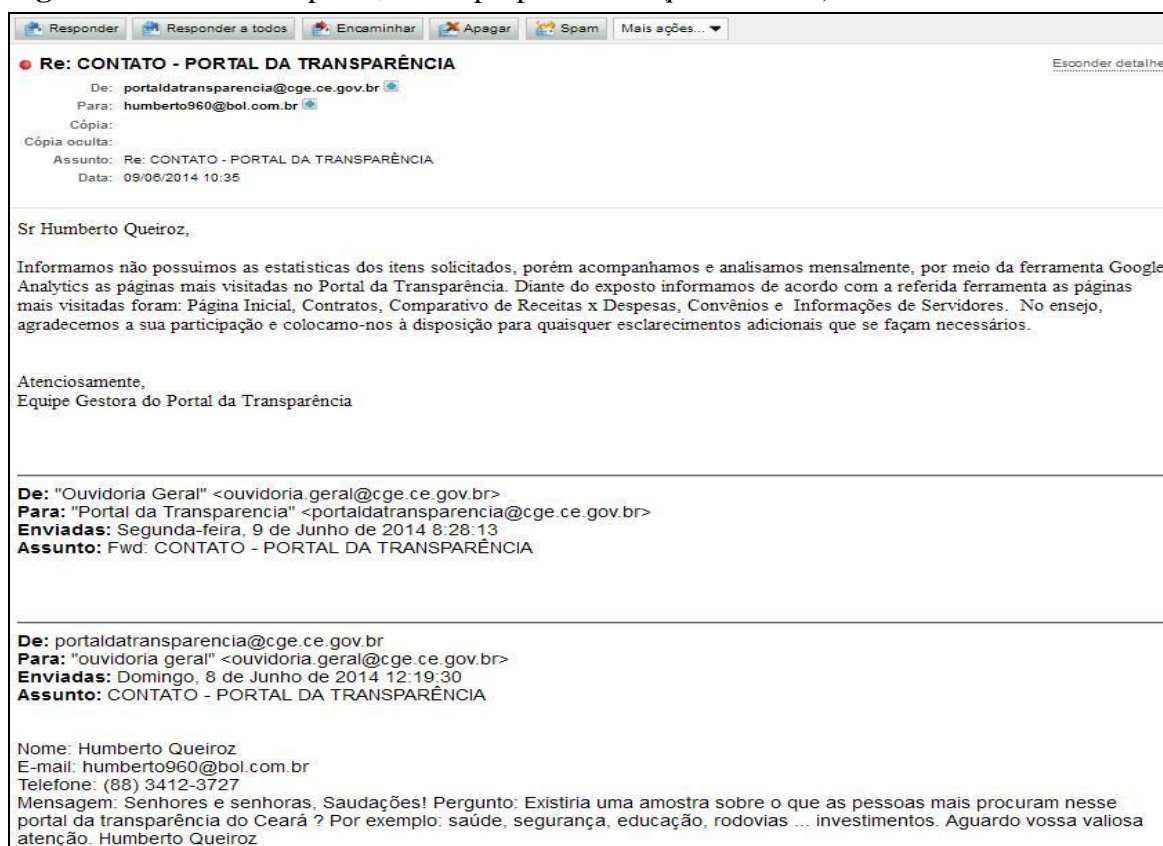 Responder Responder a todos Encaminhar Apagar Spam Mais ações...
Re: CONTATO - PORTAL DA TRANSPARÊNCIA Esconder detalhe
De: portaldatransparencia@cge.ce.gov.br
Para: humberto960@bol.com.br
Cópia:
Cópia oculta:
Assunto: Re: CONTATO - PORTAL DA TRANSPARÊNCIA
Data: 09/06/2014 10:35
Sr Humberto Queiroz,
Informamos não possuimos as estatísticas dos itens solicitados, porém acompanhamos e analisamos mensalmente, por meio da ferramenta Google
Analytics as páginas mais visitadas no Portal da Transparência. Diante do exposto informamos de acordo com a referida ferramenta as páginas
mais visitadas foram: Página Inicial, Contratos, Comparativo de Receitas x Despesas, Convênios e Informações de Servidores. No ensejo,
agradecemos a sua participação e colocamo-nos à disposição para quaisquer esclarecimentos adicionais que se façam necessários.
Atenciosamente,
Equipe Gestora do Portal da Transparência
De: "Ouvidoria Geral" <ouvidoria.geral@cge.ce.gov.br>
Para: "Portal da Transparencia" <portaldatransparencia@cge.ce.gov.br>
Enviadas: Segunda-feira, 9 de Junho de 2014 8:28:13
Assunto: Fwd: CONTATO - PORTAL DA TRANSPARÊNCIA
De: portaldatransparencia@cge.ce.gov.br
Para: "ouvidoria geral" <ouvidoria.geral@cge.ce.gov.br>
Enviadas: Domingo, 8 de Junho de 2014 12:19:30
Assunto: CONTATO - PORTAL DA TRANSPARÊNCIA
Nome: Humberto Queiroz
E-mail: humberto960@bol.com.br
Telefone: (88) 3412-3727
Mensagem: Senhores e senhoras, Saudações! Pergunto: Existiria uma amostra sobre o que as pessoas mais procuram nesse
portal da transparência do Ceará ? Por exemplo: saúde, segurança, educação, rodovias ... investimentos. Aguardo vossa valiosa
atenção. Humberto Queiroz